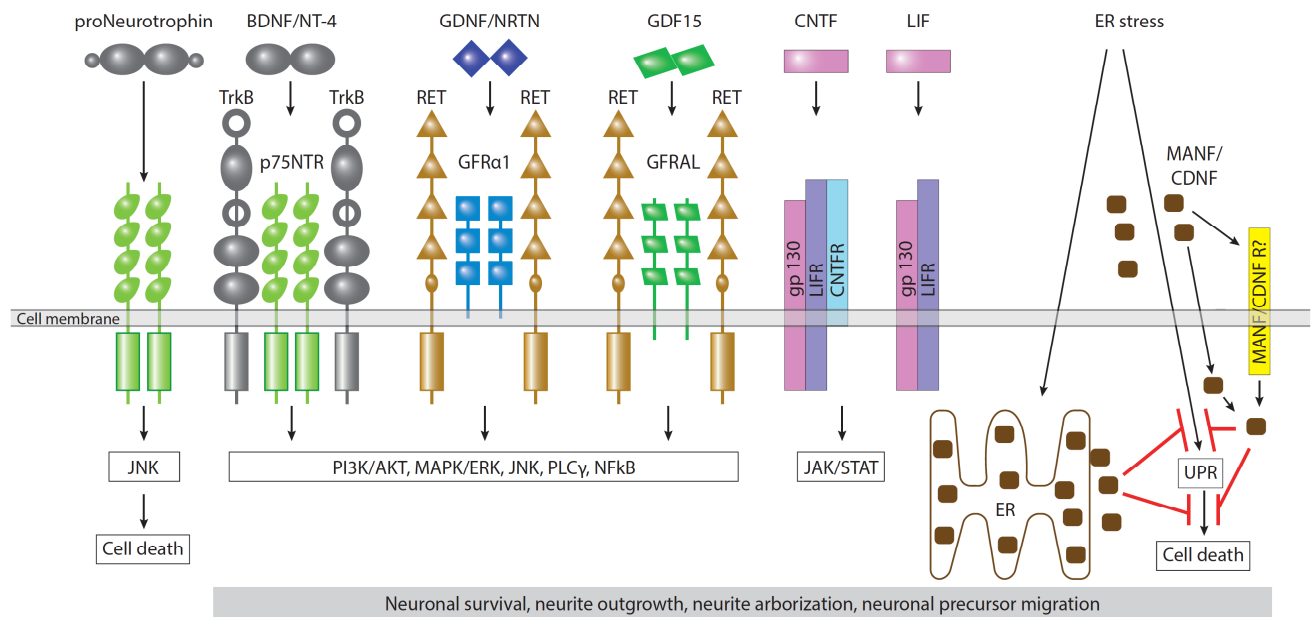 proNeurotrophin
BDNF/NT-4
GDNF/NRTN
GDF15
CNTF
LIF
ER stress
TrkB
TrkB
RET
RET
RET
RET
p75NTR
GFRα1
GFRAL
MANF/
CDNF
gp 130
LIFR
CNTFR
gp 130
LIFR
MANF/CDNF R?
Cell membrane
JNK
PI3K/AKT, MAPK/ERK, JNK, PLCγ, NFkB
JAK/STAT
ER
UPR
Cell death
Cell death
Neuronal survival, neurite outgrowth, neurite arborization, neuronal precursor migration